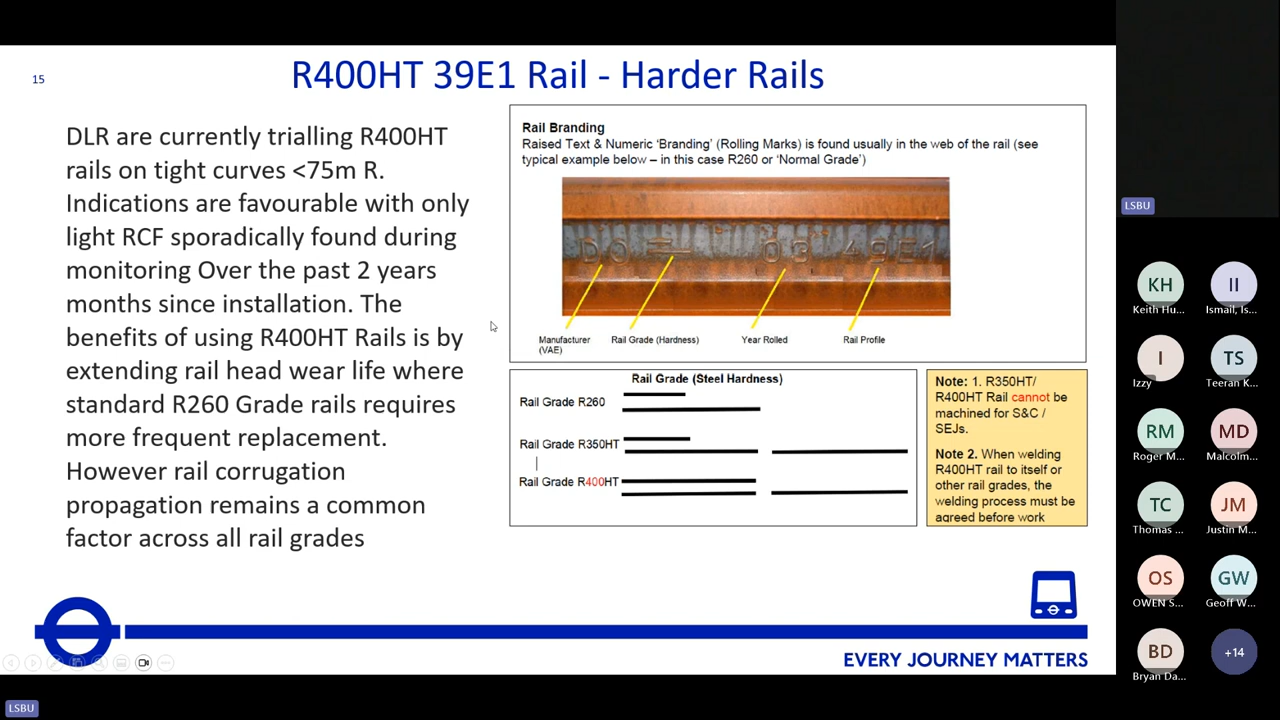 15
R400HT 39E1 Rail - Harder Rails
DLR are currently trialling R400HT
rails on tight curves <75m R.
Indications are favourable with only
light RCF sporadically found during
monitoring Over the past 2 years
months since installation. The
benefits of using R400HT Rails is by
extending rail head wear life where
standard R260 Grade rails requires
more frequent replacement.
However rail corrugation
propagation remains a common
factor across all rail grades
Rail Branding
Raised Text & Numeric ‘Branding’ (Rolling Marks) is found usually in the web of the rail (see
typical example below – in this case R260 or ‘Normal Grade’)
DO 03 49E1
Manufacturer
(VAE)
Rail Grade (Hardness)
Year Rolled
Rail Profile
Rail Grade (Steel Hardness)
Rail Grade R260
Rail Grade R350HT
Rail Grade R400HT
Note: 1. R350HT/
R400HT Rail cannot be
machined for S&C /
SEJs.
Note 2. When welding
R400HT rail to itself or
other rail grades, the
welding process must be
agreed before work
EVERY JOURNEY MATTERS
LSBU
KH
Keith Hu...
II
Ismail, Is...
I
Izzy
TS
Teeran K...
RM
Roger M...
MD
Malcolm...
TC
Thomas ...
JM
Justin M...
OS
OWEN S...
GW
Geoff W...
BD
Bryan Da...
+14
LSBU